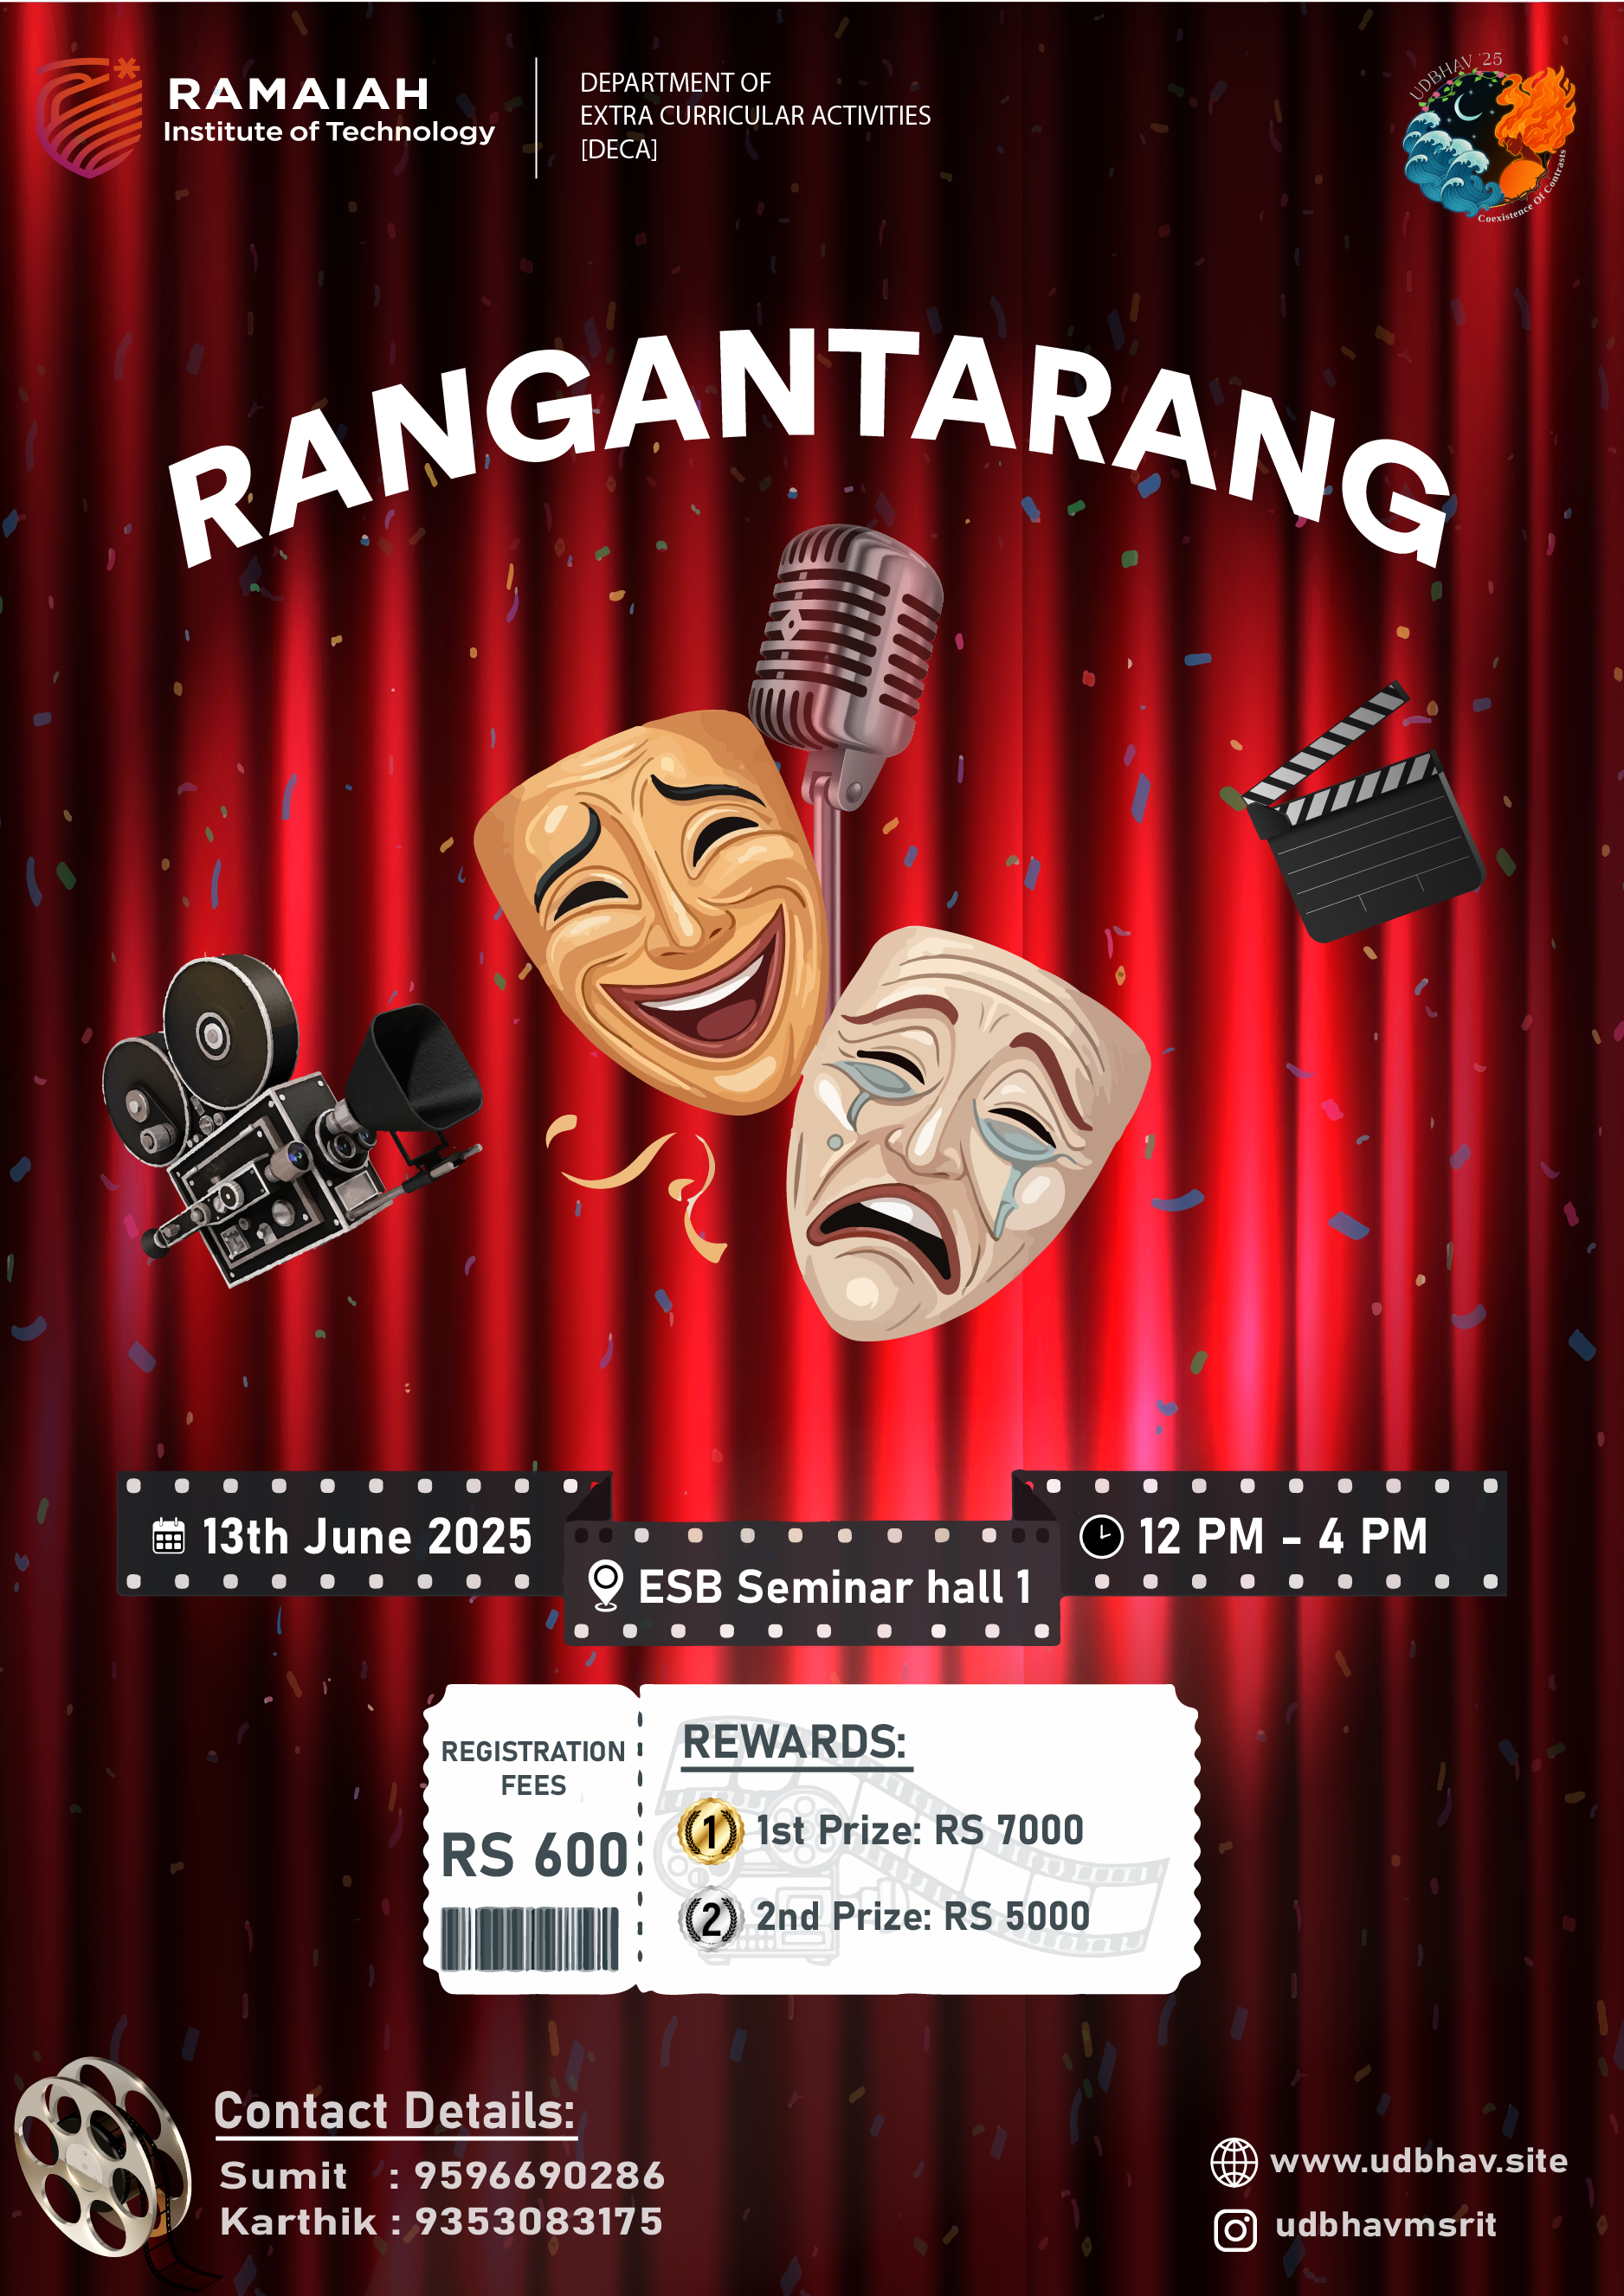 RAMAIAH
Institute of Technology
DEPARTMENT OF
EXTRA CURRICULAR ACTIVITIES
[DECA]
UDBHAV '25
Coexistence Of Contrasts
RANGANTARANG
13th June 2025
ESB Seminar hall 1
12 PM - 4 PM
REGISTRATION
FEES
RS 600
REWARDS:
1 1st Prize: RS 7000
2 2nd Prize: RS 5000
Contact Details:
Sumit : 9596690286
Karthik : 9353083175
www.udbhav.site
udbhavmsrit